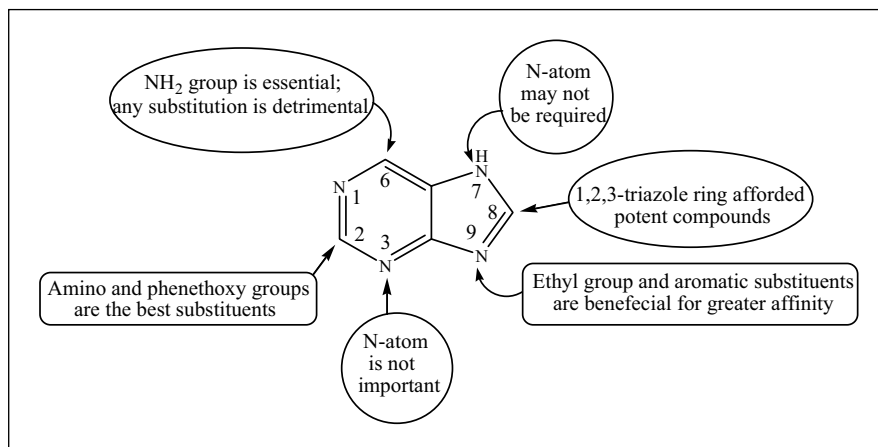 NH2 group is essential;
any substitution is detrimental
N-atom
may not
be required
H
N
7
6
N
1
8
1,2,3-triazole ring afforded
potent compounds
2
3
N
9
N
Amino and phenethoxy groups
are the best substituents
Ethyl group and aromatic substituents
are benefecial for greater affinity
N-atom
is not
important